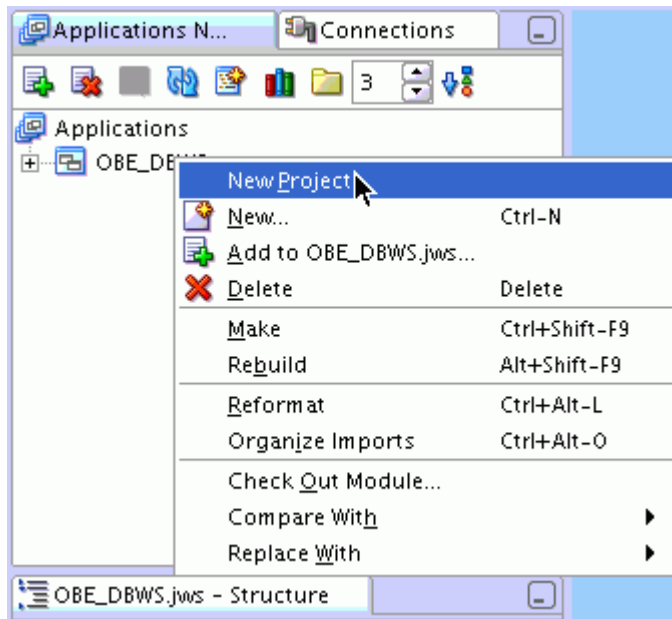 Applications N... Connections
3
Applications
OBE_DBWS
New Project
New... Ctrl-N
Add to OBE_DBWS.jws...
Delete Delete
Make Ctrl+Shift-F9
Rebuild Alt+Shift-F9
Reformat Ctrl+Alt-L
Organize Imports Ctrl+Alt-O
Check Out Module...
Compare With
Replace With
OBE_DBWS.jws - Structure